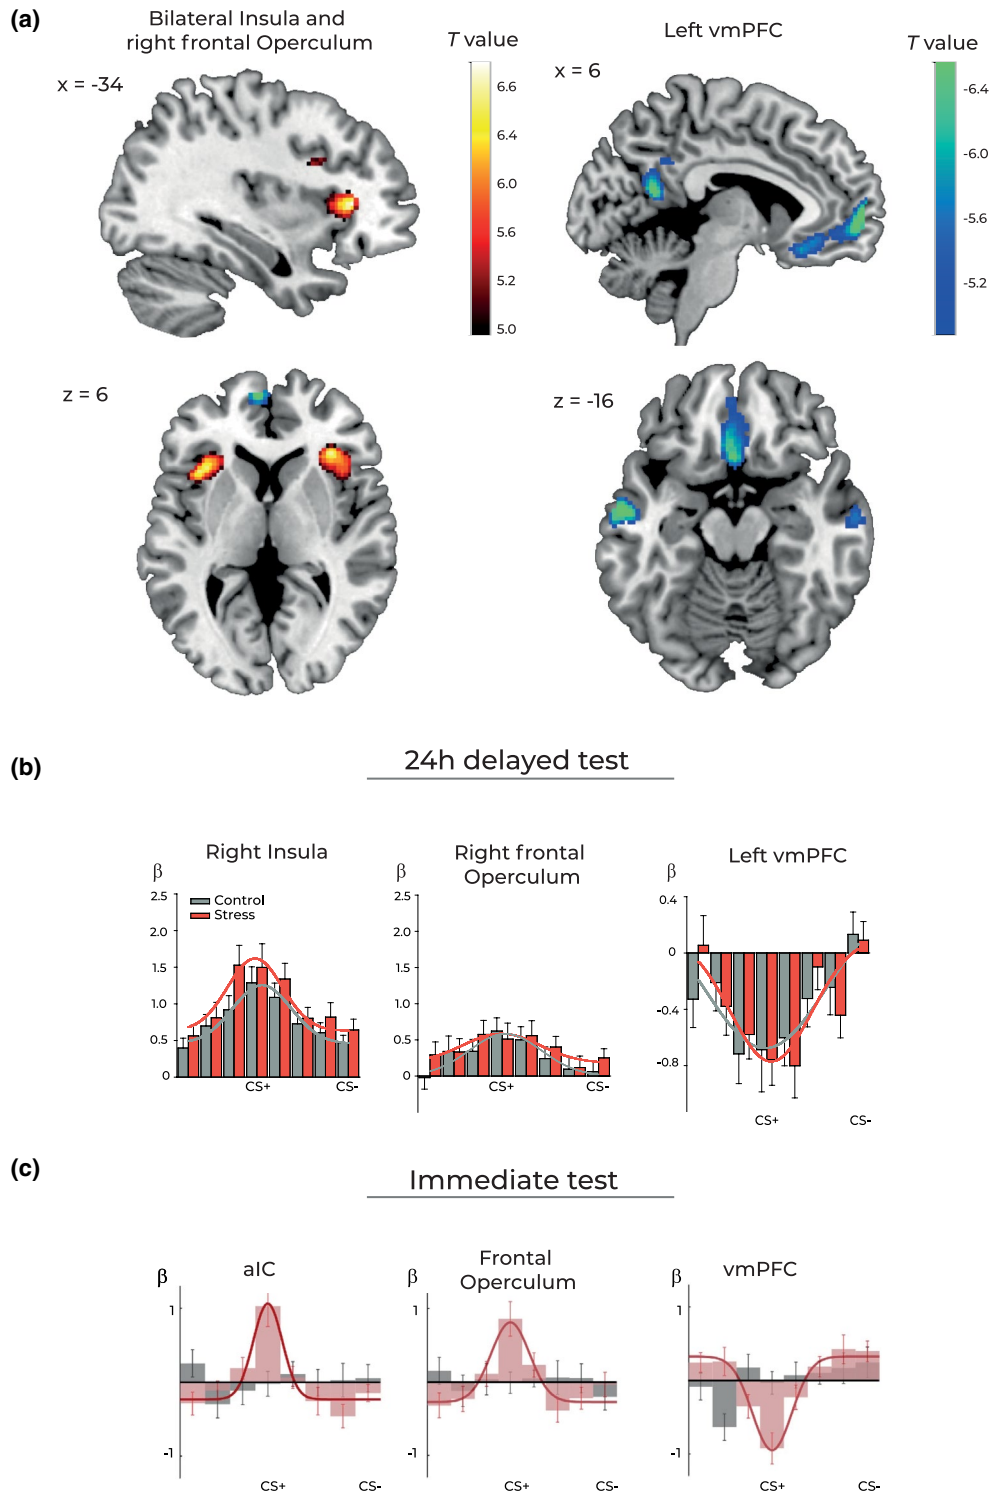 (a)
Bilateral Insula and
right frontal Operculum
T value
Left vmPFC
T value
x = -34
6.6
6.4
6.0
5.6
5.2
5.0
x = 6
-6.4
-6.0
-5.6
-5.2
z = 6
z = -16
(b)
24h delayed test
Right Insula
β
2.5
2.0
1.5
1.0
0.5
0
Control
Stress
CS+
CS-
Right frontal
Operculum
β
2.5
2.0
1.5
1.0
0.5
0
CS+
CS-
Left vmPFC
β
0.4
0
-0.4
-0.8
CS+
CS-
(c)
Immediate test
aIC
β
1
-1
CS+
CS-
Frontal
Operculum
β
1
-1
CS+
CS-
vmPFC
β
1
-1
CS+
CS-